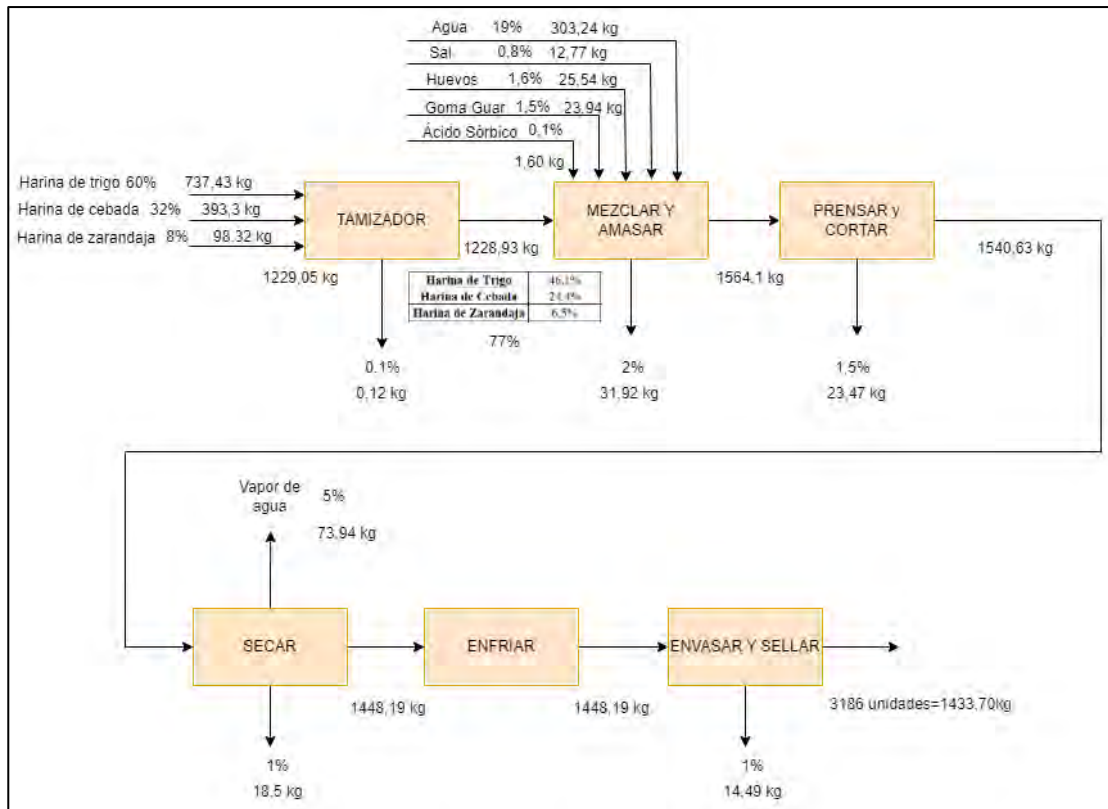 Agua 19% 303,24 kg
Sal 0,8% 12,77 kg
Huevos 1,6% 25,54 kg
Goma Guar 1,5% 23,94 kg
Ácido Sórbico 0,1%
1,60 kg
Harina de trigo 60% 737,43 kg
Harina de cebada 32% 393,3 kg
Harina de zarandaja 8% 98.32 kg
1229,05 kg
TAMIZADOR
0.1%
0,12 kg
1228,93 kg
Harina de Trigo 46,1%
Harina de Cebada 24,4%
Harina de Zarandaja 6,5%
77%
MEZCLAR Y
AMASAR
2%
31,92 kg
1564,1 kg
PRENSAR y
CORTAR
1,5%
23,47 kg
1540,63 kg
Vapor de
agua
5%
73,94 kg
SECAR
1%
18,5 kg
1448,19 kg
ENFRIAR
1448,19 kg
ENVASAR Y SELLAR
1%
14,49 kg
3186 unidades=1433,70kg